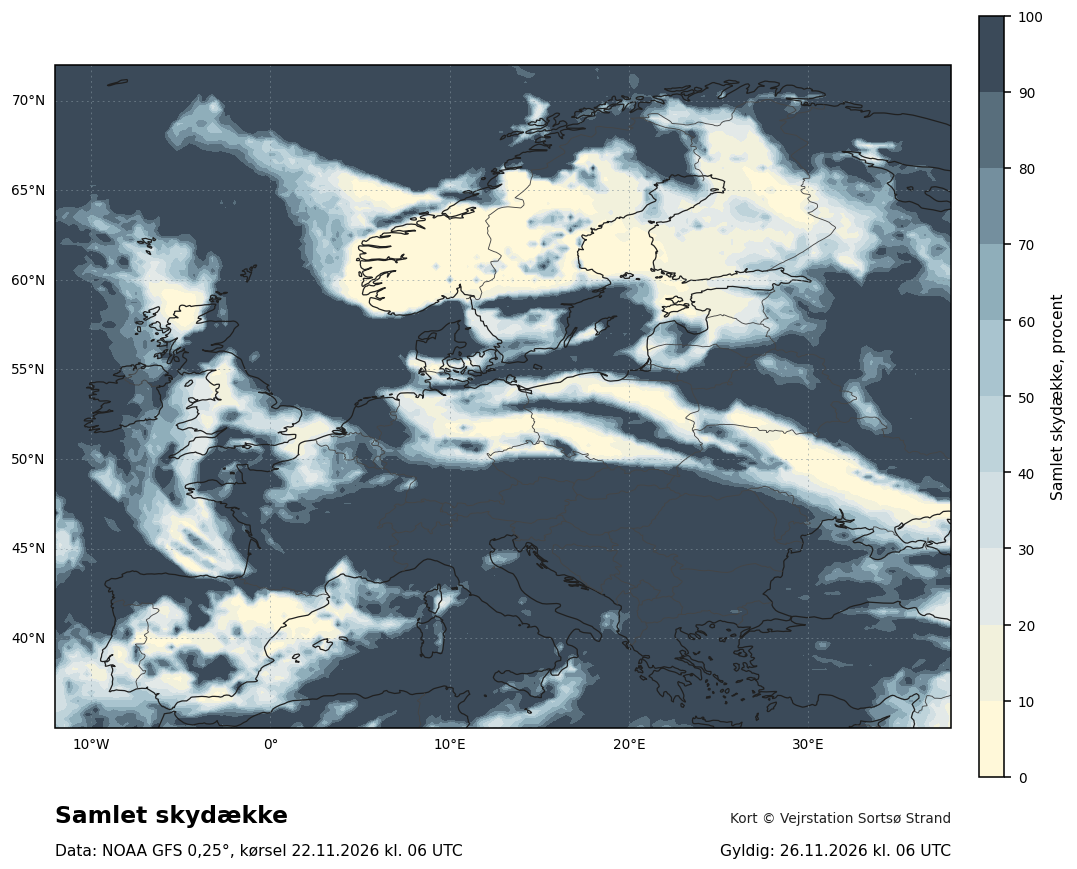 100
90
80
70
60
50
40
30
20
10
0
Samlet skydække, procent
70°N
65°N
60°N
55°N
50°N
45°N
40°N
10°W
0°
10°E
20°E
30°E
Samlet skydække
Kort © Vejrstation Sortsø Strand
Data: NOAA GFS 0,25°, kørsel 22.11.2026 kl. 06 UTC
Gyldig: 26.11.2026 kl. 06 UTC